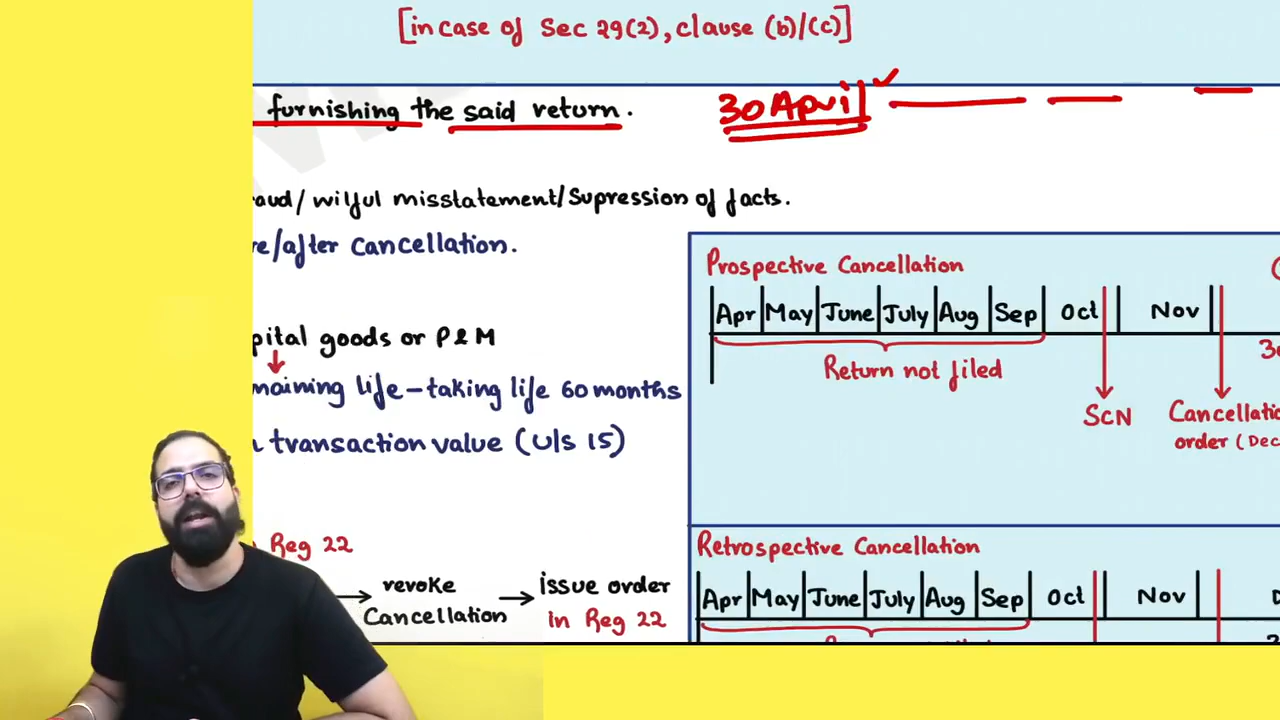 [in case of Sec 29(2), clause (b)/(c)]
furnishing the said return. 30 April
aud/ wilful misstatement/Supression of facts.
re/after cancellation.
Prospective Cancellation
Apr May June July Aug Sep Oct Nov
pital goods or P&M
Return not filed
maining life - taking life 60 months
SCN Cancellatio
order (Dec
transaction value (U/s 15)
Retrospective Cancellation
Reg 22
Apr May June July Aug Sep Oct Nov
revoke
Cancellation
issue order
in Reg 22